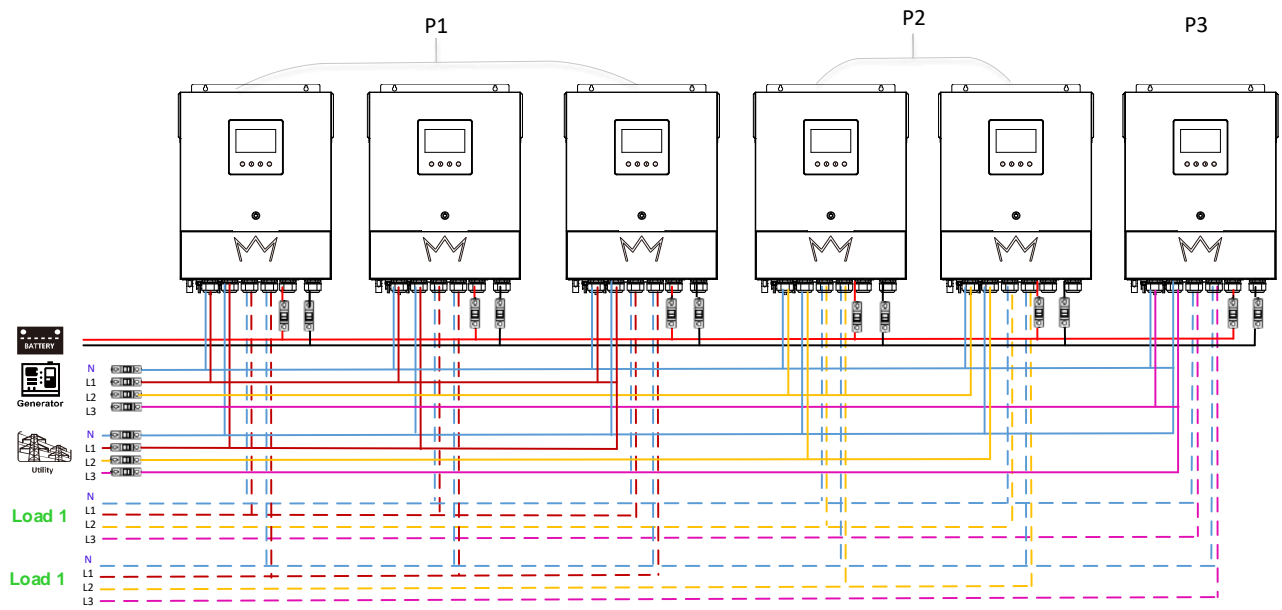 P1
P2
P3
BATTERY
N
L1
L2
L3
Generator
N
L1
L2
L3
Utility
N
L1
L2
L3
Load 1
N
L1
L2
L3
Load 1